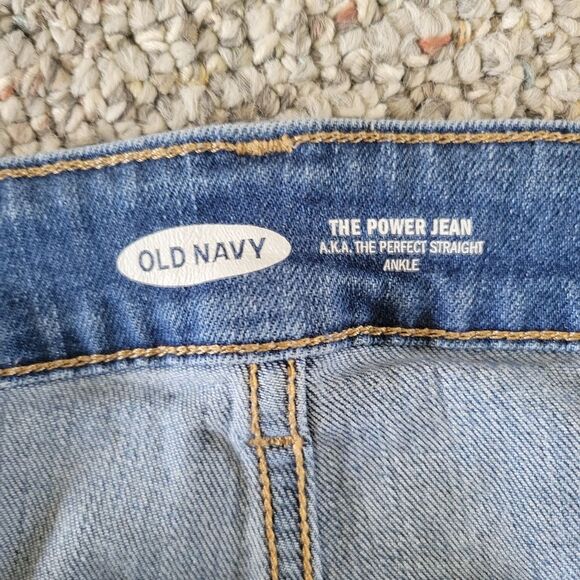 OLD NAVY
THE POWER JEAN
A.K.A. THE PERFECT STRAIGHT
ANKLE